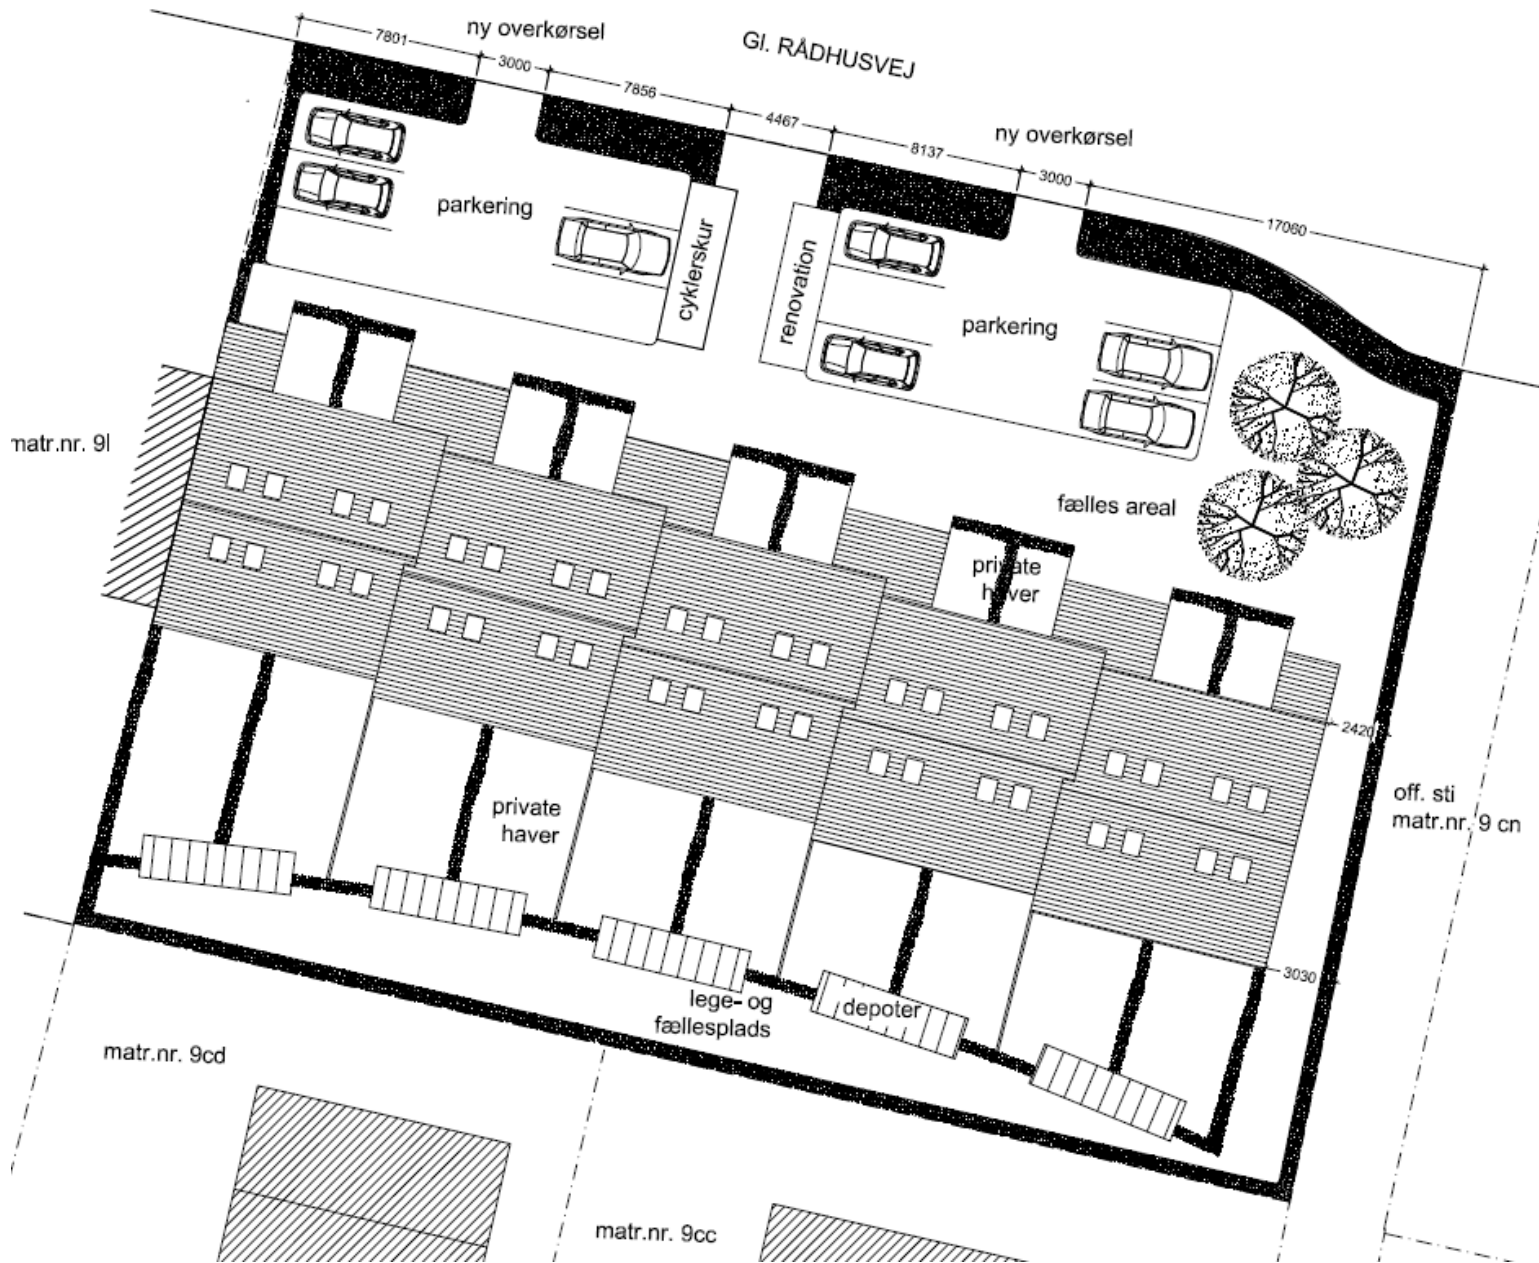 7801
ny overkørsel
3000
7856
Gl. RÅDHUSVEJ
4467
8137
ny overkørsel
3000
17060
parkering
cyklerskur
renovation
parkering
matr.nr. 9l
fælles areal
private
haver
2420
off. sti
matr.nr. 9 cn
private
haver
3030
lege- og
fællesplads
depoter
matr.nr. 9cd
matr.nr. 9cc